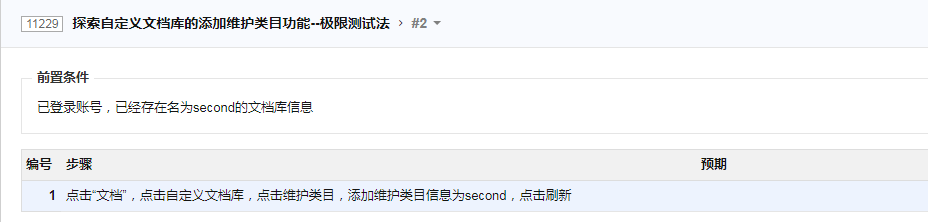 11229 探索自定义文档库的添加维护类目功能--极限测试法 > #2
前置条件
已登录账号，已经存在名为second的文档库信息
编号 步骤 预期
1 点击“文档”，点击自定义文档库，点击维护类目，添加维护类目信息为second，点击刷新